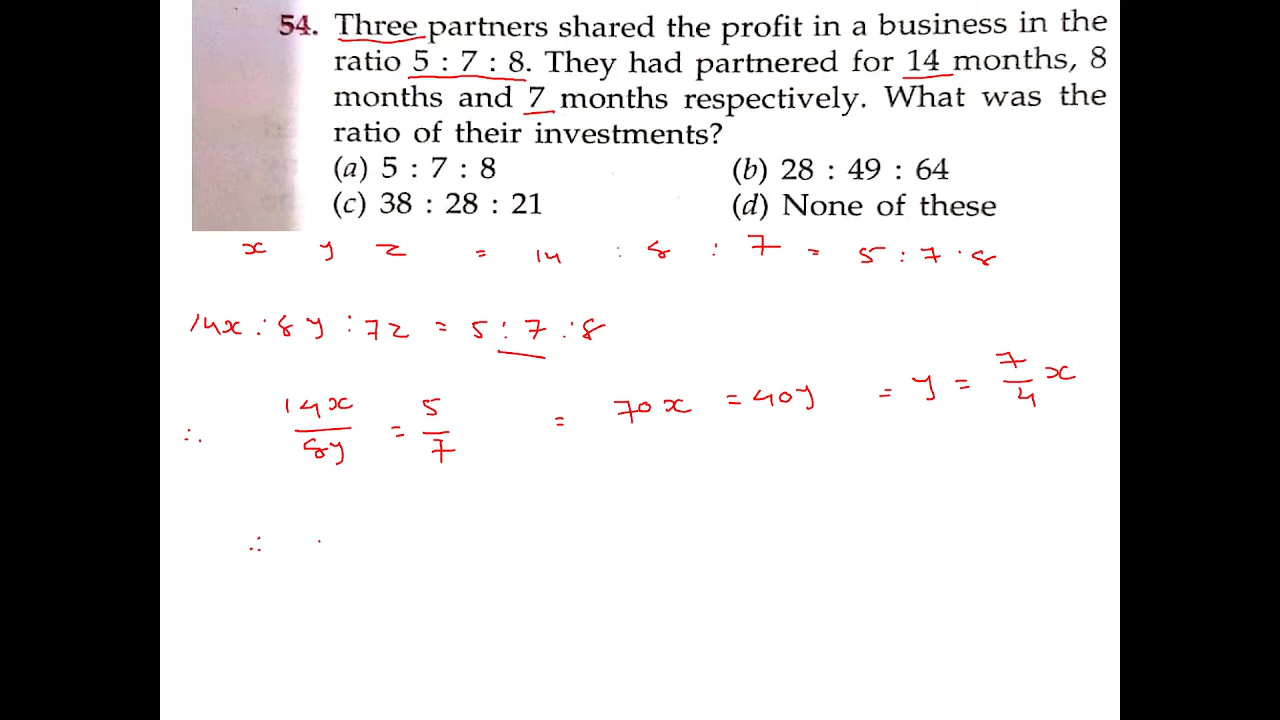 54. Three partners shared the profit in a business in the
ratio 5 : 7 : 8. They had partnered for 14 months, 8
months and 7 months respectively. What was the
ratio of their investments?
(a) 5 : 7 : 8 (b) 28 : 49 : 64
(c) 38 : 28 : 21 (d) None of these
x y z = 14 : 8 : 7 = 5 : 7 . 8
14x : 8y : 7z = 5 : 7 : 8
∴ 14x/8y = 5/7 = 70x = 40y = y = 7/4 x
∴